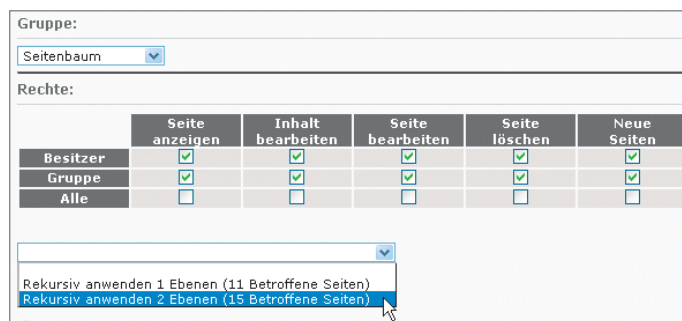 Gruppe:
Seitenbaum
Rechte:
Seite anzeigen Inhalt bearbeiten Seite bearbeiten Seite löschen Neue Seiten
Besitzer
Gruppe
Alle
Rekursiv anwenden 1 Ebenen (11 Betroffene Seiten)
Rekursiv anwenden 2 Ebenen (15 Betroffene Seiten)